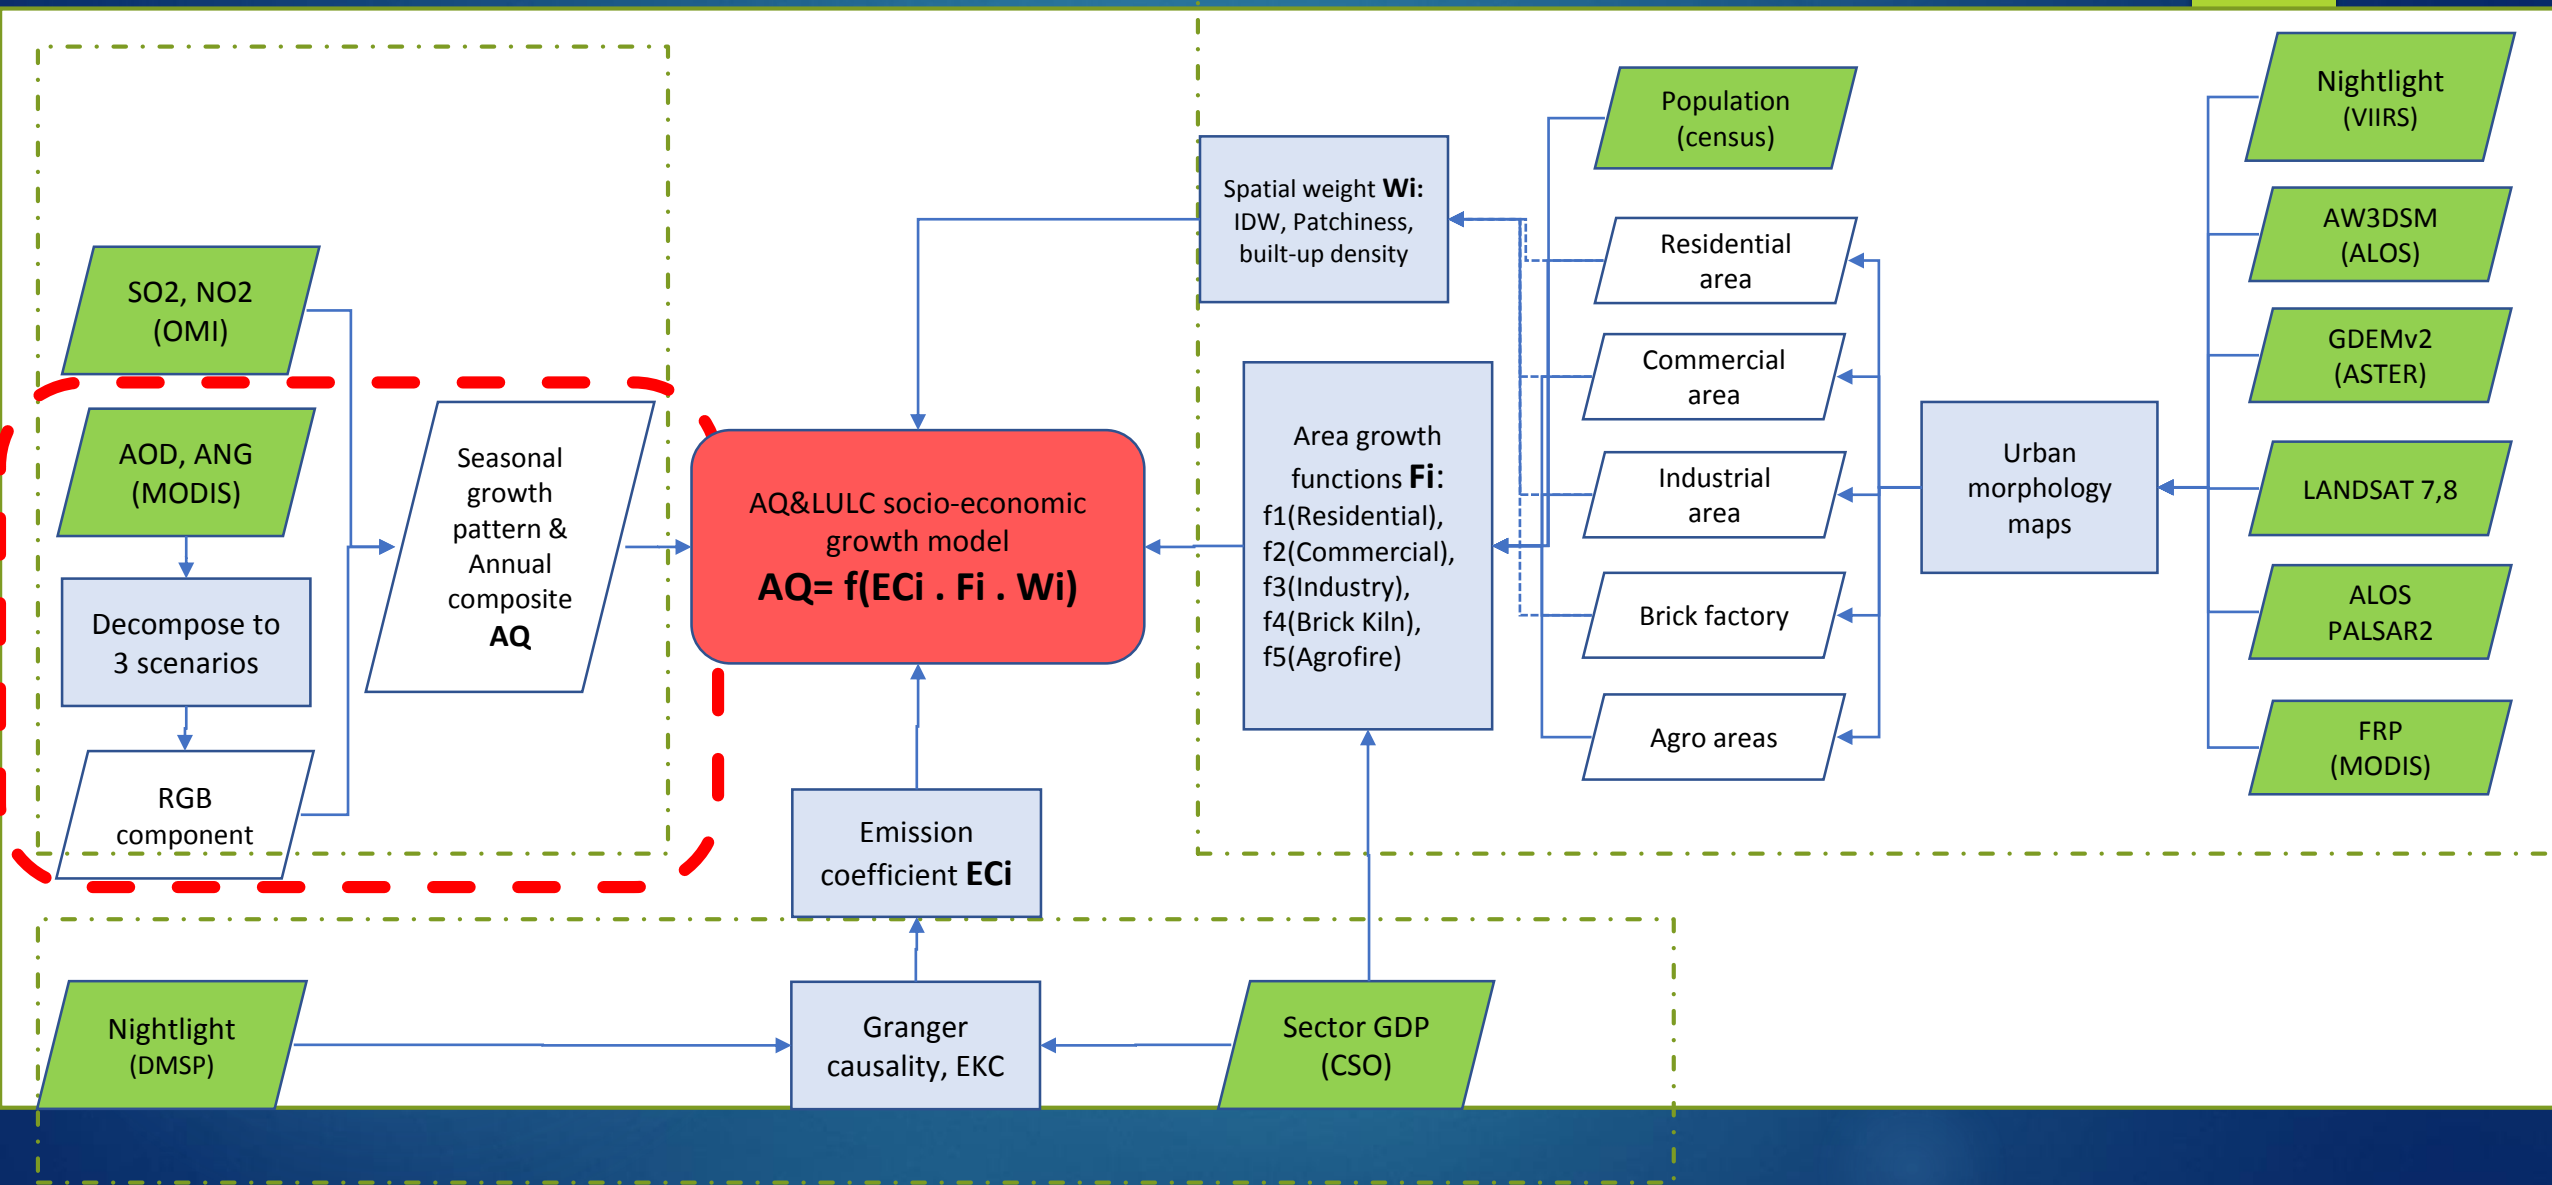 SO2, NO2
(OMI)
AOD, ANG
(MODIS)
Decompose to
3 scenarios
RGB
component
Seasonal
growth
pattern &
Annual
composite
AQ
AQ&LULC socio-economic
growth model
AQ= f(ECi . Fi . Wi)
Spatial weight Wi:
IDW, Patchiness,
built-up density
Area growth
functions Fi:
f1(Residential),
f2(Commercial),
f3(Industry),
f4(Brick Kiln),
f5(Agrofire)
Population
(census)
Residential
area
Commercial
area
Industrial
area
Brick factory
Agro areas
Urban
morphology
maps
Nightlight
(VIIRS)
AW3DSM
(ALOS)
GDEMv2
(ASTER)
LANDSAT 7,8
ALOS
PALSAR2
FRP
(MODIS)
Emission
coefficient ECi
Nightlight
(DMSP)
Granger
causality, EKC
Sector GDP
(CSO)